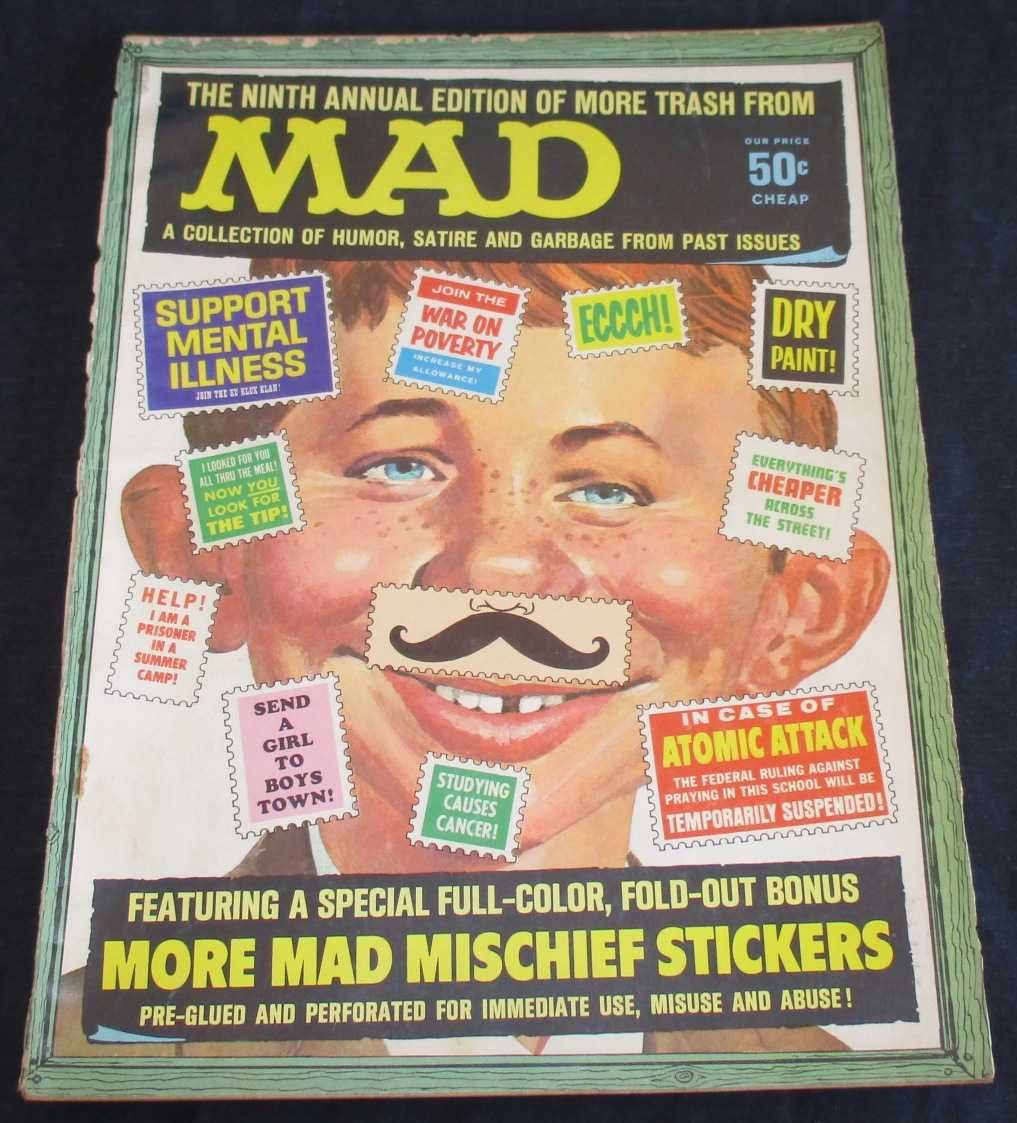 THE NINTH ANNUAL EDITION OF MORE TRASH FROM
MAD
OUR PRICE
50c
CHEAP
A COLLECTION OF HUMOR, SATIRE AND GARBAGE FROM PAST ISSUES
SUPPORT
MENTAL
ILLNESS
JOIN THE KU KLUX KLAN!
JOIN THE
WAR ON
POVERTY
INCREASE MY
ALLOWANCE!
ECCCH!
DRY
PAINT!
I LOOKED FOR YOU
ALL THRU THE MEAL!
NOW YOU
LOOK FOR
THE TIP!
EVERYTHING'S
CHEAPER
ACROSS
THE STREET!
HELP!
I AM A
PRISONER
IN A
SUMMER
CAMP!
SEND
A
GIRL
TO
BOYS
TOWN!
STUDYING
CAUSES
CANCER!
IN CASE OF
ATOMIC ATTACK
THE FEDERAL RULING AGAINST
PRAYING IN THIS SCHOOL WILL BE
TEMPORARILY SUSPENDED!
FEATURING A SPECIAL FULL-COLOR, FOLD-OUT BONUS
MORE MAD MISCHIEF STICKERS
PRE-GLUED AND PERFORATED FOR IMMEDIATE USE, MISUSE AND ABUSE!